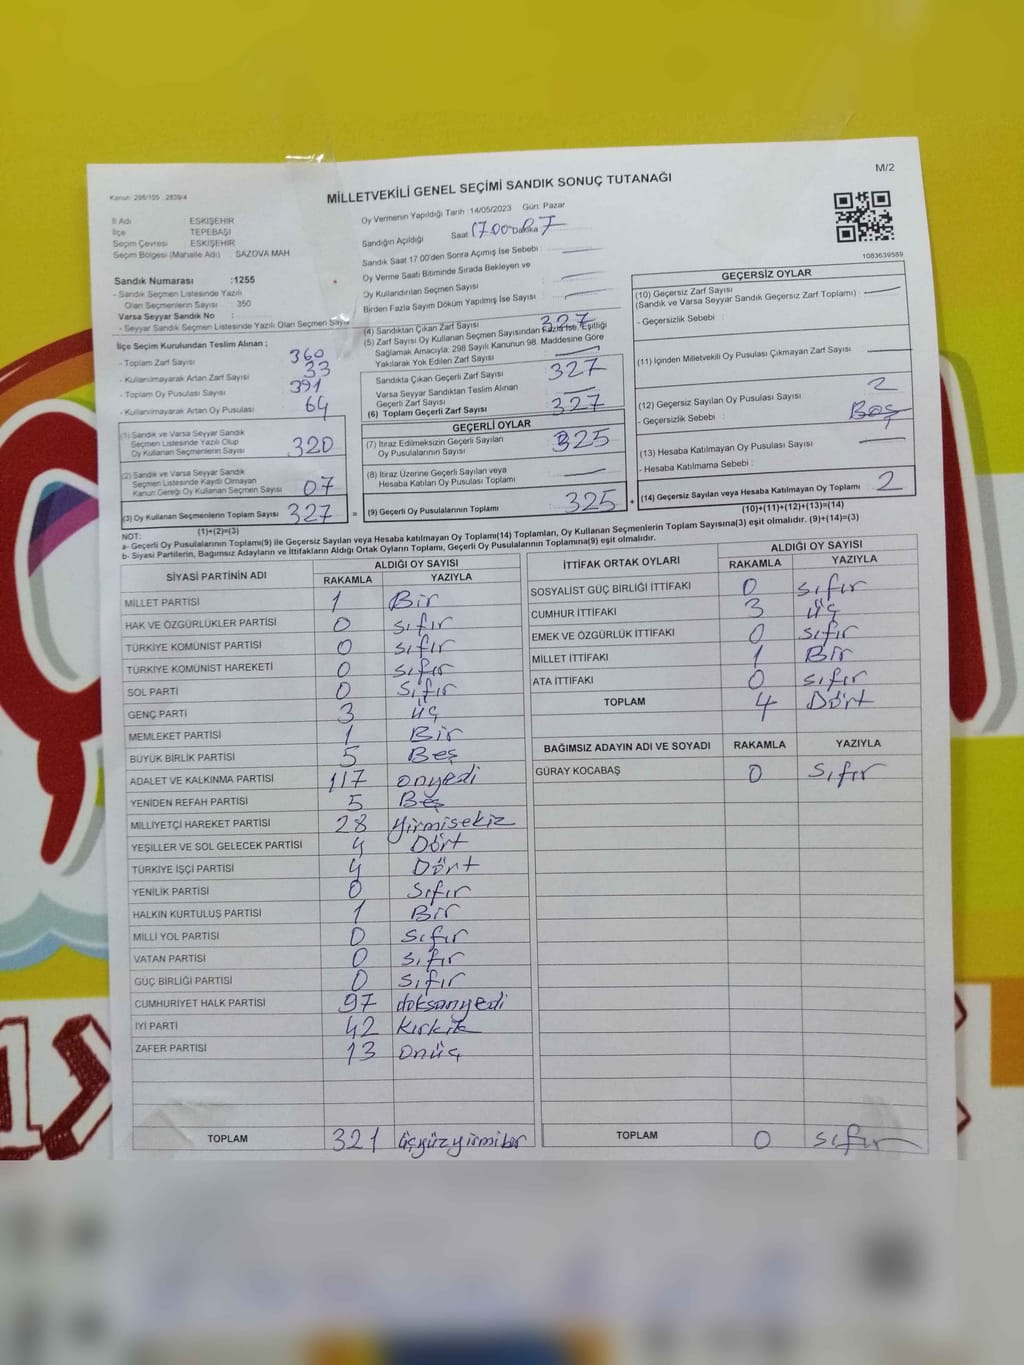 M/2
Kanun: 298/105 2839/4
MİLLETVEKİLİ GENEL SEÇİMİ SANDIK SONUÇ TUTANAĞI
1083639589
İl Adı : ESKİŞEHİR
İlçe : TEPEBAŞI
Seçim Çevresi : ESKİŞEHİR
Seçim Bölgesi (Mahalle Adı) SAZOVA MAH
Sandık Numarası :1255
- Sandık Seçmen Listesinde Yazılı
Olan Seçmenlerin Sayısı : 350
Varsa Seyyar Sandık No :
- Seyyar Sandık Seçmen Listesinde Yazılı Olan Seçmen Sayısı
İlçe Seçim Kurulundan Teslim Alınan ;
- Toplam Zarf Sayısı : 360
- Kullanılmayarak Artan Zarf Sayısı : 33
- Toplam Oy Pusulası Sayısı : 391
- Kullanılmayarak Artan Oy Pusulası : 64
(1) Sandık ve Varsa Seyyar Sandık
Seçmen Listesinde Yazılı Olup
Oy Kullanan Seçmenlerin Sayısı 320
(2) Sandık ve Varsa Seyyar Sandık
Seçmen Listesinde Kayıtlı Olmayan
Kanun Gereği Oy Kullanan Seçmen Sayısı 07
(3) Oy Kullanan Seçmenlerin Toplam Sayısı 327 =
(1)+(2)=(3)
Oy Vermenin Yapıldığı Tarih :14/05/2023 Gün: Pazar
Sandığın Açıldığı Saat 17.00 Dakika 07
Sandık Saat 17.00'den Sonra Açımış İse Sebebi :
Oy Verme Saati Bitiminde Sırada Bekleyen ve
Oy Kullandırılan Seçmen Sayısı :
Birden Fazla Sayım Döküm Yapılmış İse Sayısı :
(4) Sandıktan Çıkan Zarf Sayısı 327
(5) Zarf Sayısı Oy Kullanan Seçmen Sayısından Fazla İse, Eşitliği
Sağlamak Amacıyla; 298 Sayılı Kanunun 98. Maddesine Göre
Yakılarak Yok Edilen Zarf Sayısı :
Sandıkta Çıkan Geçerli Zarf Sayısı 327
Varsa Seyyar Sandıktan Teslim Alınan
Geçerli Zarf Sayısı
(6) Toplam Geçerli Zarf Sayısı 327
GEÇERLİ OYLAR
(7) İtiraz Edilmeksizin Geçerli Sayılan
Oy Pusulalarının Sayısı 325
(8) İtiraz Üzerine Geçerli Sayılan veya
Hesaba Katılan Oy Pusulası Toplamı
(9) Geçerli Oy Pusulalarının Toplamı 325 +
GEÇERSİZ OYLAR
(10) Geçersiz Zarf Sayısı
(Sandık ve Varsa Seyyar Sandık Geçersiz Zarf Toplamı) :
- Geçersizlik Sebebi :
(11) İçinden Milletvekili Oy Pusulası Çıkmayan Zarf Sayısı :
(12) Geçersiz Sayılan Oy Pusulası Sayısı : 2
- Geçersizlik Sebebi : Boş
(13) Hesaba Katılmayan Oy Pusulası Sayısı :
- Hesaba Katılmama Sebebi :
(14) Geçersiz Sayılan veya Hesaba Katılmayan Oy Toplamı 2
(10)+(11)+(12)+(13)=(14)
NOT:
a- Geçerli Oy Pusulalarının Toplamı(9) ile Geçersiz Sayılan veya Hesaba katılmayan Oy Toplamı(14) Toplamları, Oy Kullanan Seçmenlerin Toplam Sayısına(3) eşit olmalıdır. (9)+(14)=(3)
b- Siyasi Partilerin, Bağımsız Adayların ve İttifakların Aldığı Ortak Oyların Toplamı, Geçerli Oy Pusulalarının Toplamına(9) eşit olmalıdır.
SİYASİ PARTİNİN ADI ALDIĞI OY SAYISI
RAKAMLA YAZIYLA
MİLLET PARTİSİ 1 Bir
HAK VE ÖZGÜRLÜKLER PARTİSİ 0 sıfır
TÜRKİYE KOMÜNİST PARTİSİ 0 sıfır
TÜRKİYE KOMÜNİST HAREKETİ 0 sıfır
SOL PARTİ 0 sıfır
GENÇ PARTİ 3 üç
MEMLEKET PARTİSİ 1 Bir
BÜYÜK BİRLİK PARTİSİ 5 Beş
ADALET VE KALKINMA PARTİSİ 117 onyedi
YENİDEN REFAH PARTİSİ 5 Beş
MİLLİYETÇİ HAREKET PARTİSİ 28 yirmisekiz
YEŞİLLER VE SOL GELECEK PARTİSİ 4 Dört
TÜRKİYE İŞÇİ PARTİSİ 4 Dört
YENİLİK PARTİSİ 0 Sıfır
HALKIN KURTULUŞ PARTİSİ 1 Bir
MİLLİ YOL PARTİSİ 0 sıfır
VATAN PARTİSİ 0 sıfır
GÜÇ BİRLİĞİ PARTİSİ 0 sıfır
CUMHURİYET HALK PARTİSİ 97 doksanyedi
İYİ PARTİ 42 kırkiki
ZAFER PARTİSİ 13 onüç
TOPLAM 321 üçyüzyirmibir
İTTİFAK ORTAK OYLARI ALDIĞI OY SAYISI
RAKAMLA YAZIYLA
SOSYALİST GÜÇ BİRLİĞİ İTTİFAKI 0 sıfır
CUMHUR İTTİFAKI 3 üç
EMEK VE ÖZGÜRLÜK İTTİFAKI 0 sıfır
MİLLET İTTİFAKI 1 Bir
ATA İTTİFAKI 0 sıfır
TOPLAM 4 Dört
BAĞIMSIZ ADAYIN ADI VE SOYADI RAKAMLA YAZIYLA
GÜRAY KOCABAŞ 0 sıfır
TOPLAM 0 sıfır